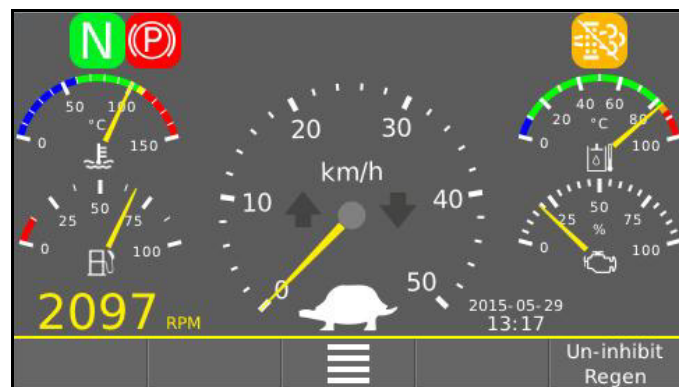 N (P)
50 100
°C
0 150
20 40 60 80
°C
0 100
20 30
km/h
10 40
0 50
25 50 75
0 100
25 50 75
%
0 100
2097 RPM
2015-05-29
13:17
Un-inhibit
Regen